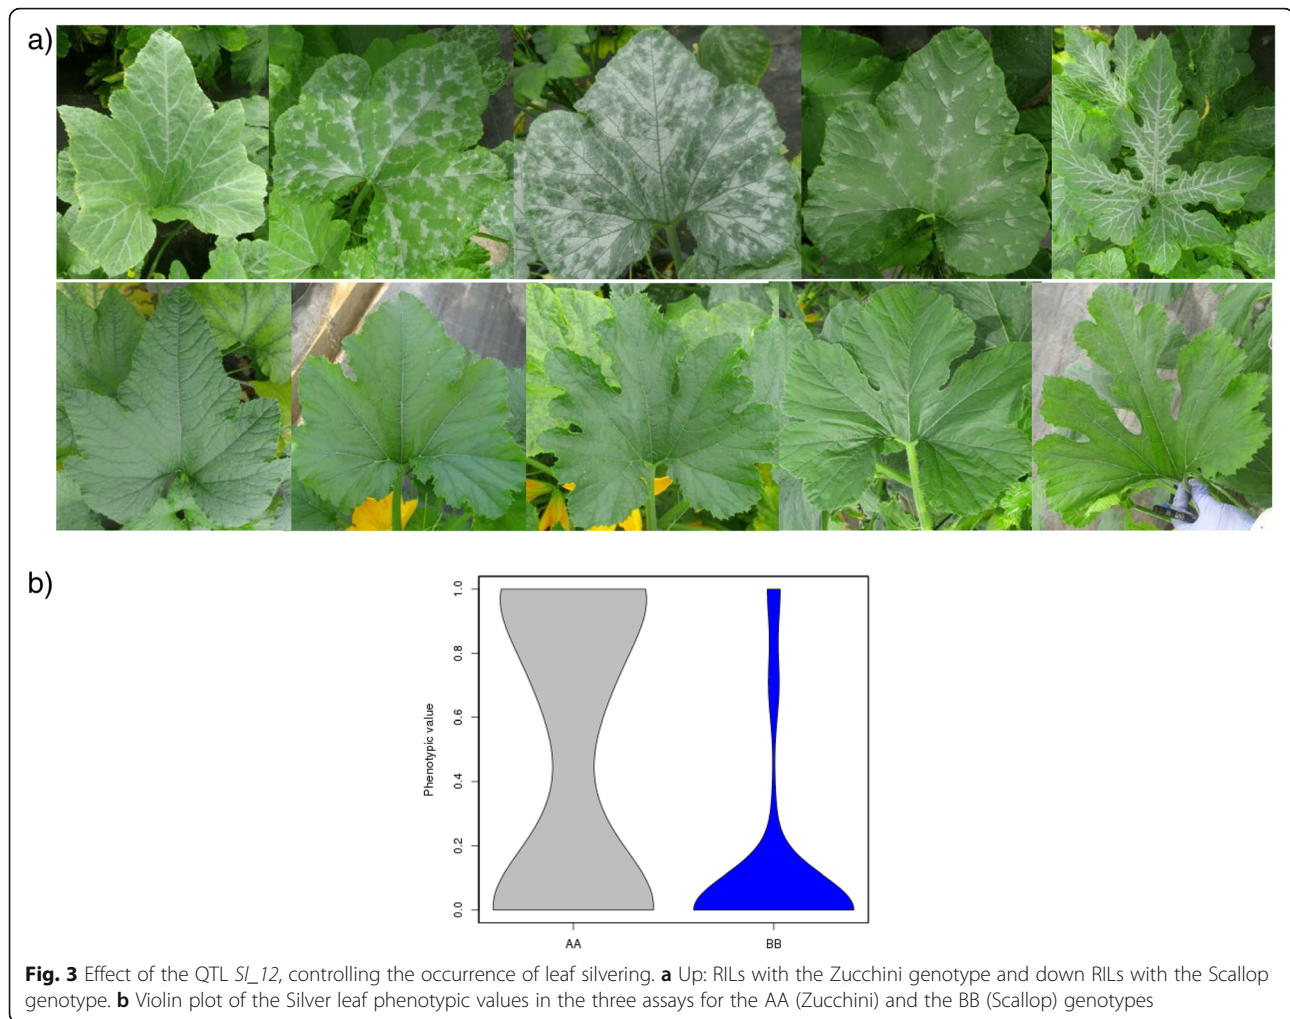 a)
b)
Phenotypic value
1.0
0.8
0.6
0.4
0.2
0.0
AA BB
Fig. 3 Effect of the QTL Sl_12, controlling the occurrence of leaf silvering. a Up: RILs with the Zucchini genotype and down RILs with the Scallop
genotype. b Violin plot of the Silver leaf phenotypic values in the three assays for the AA (Zucchini) and the BB (Scallop) genotypes